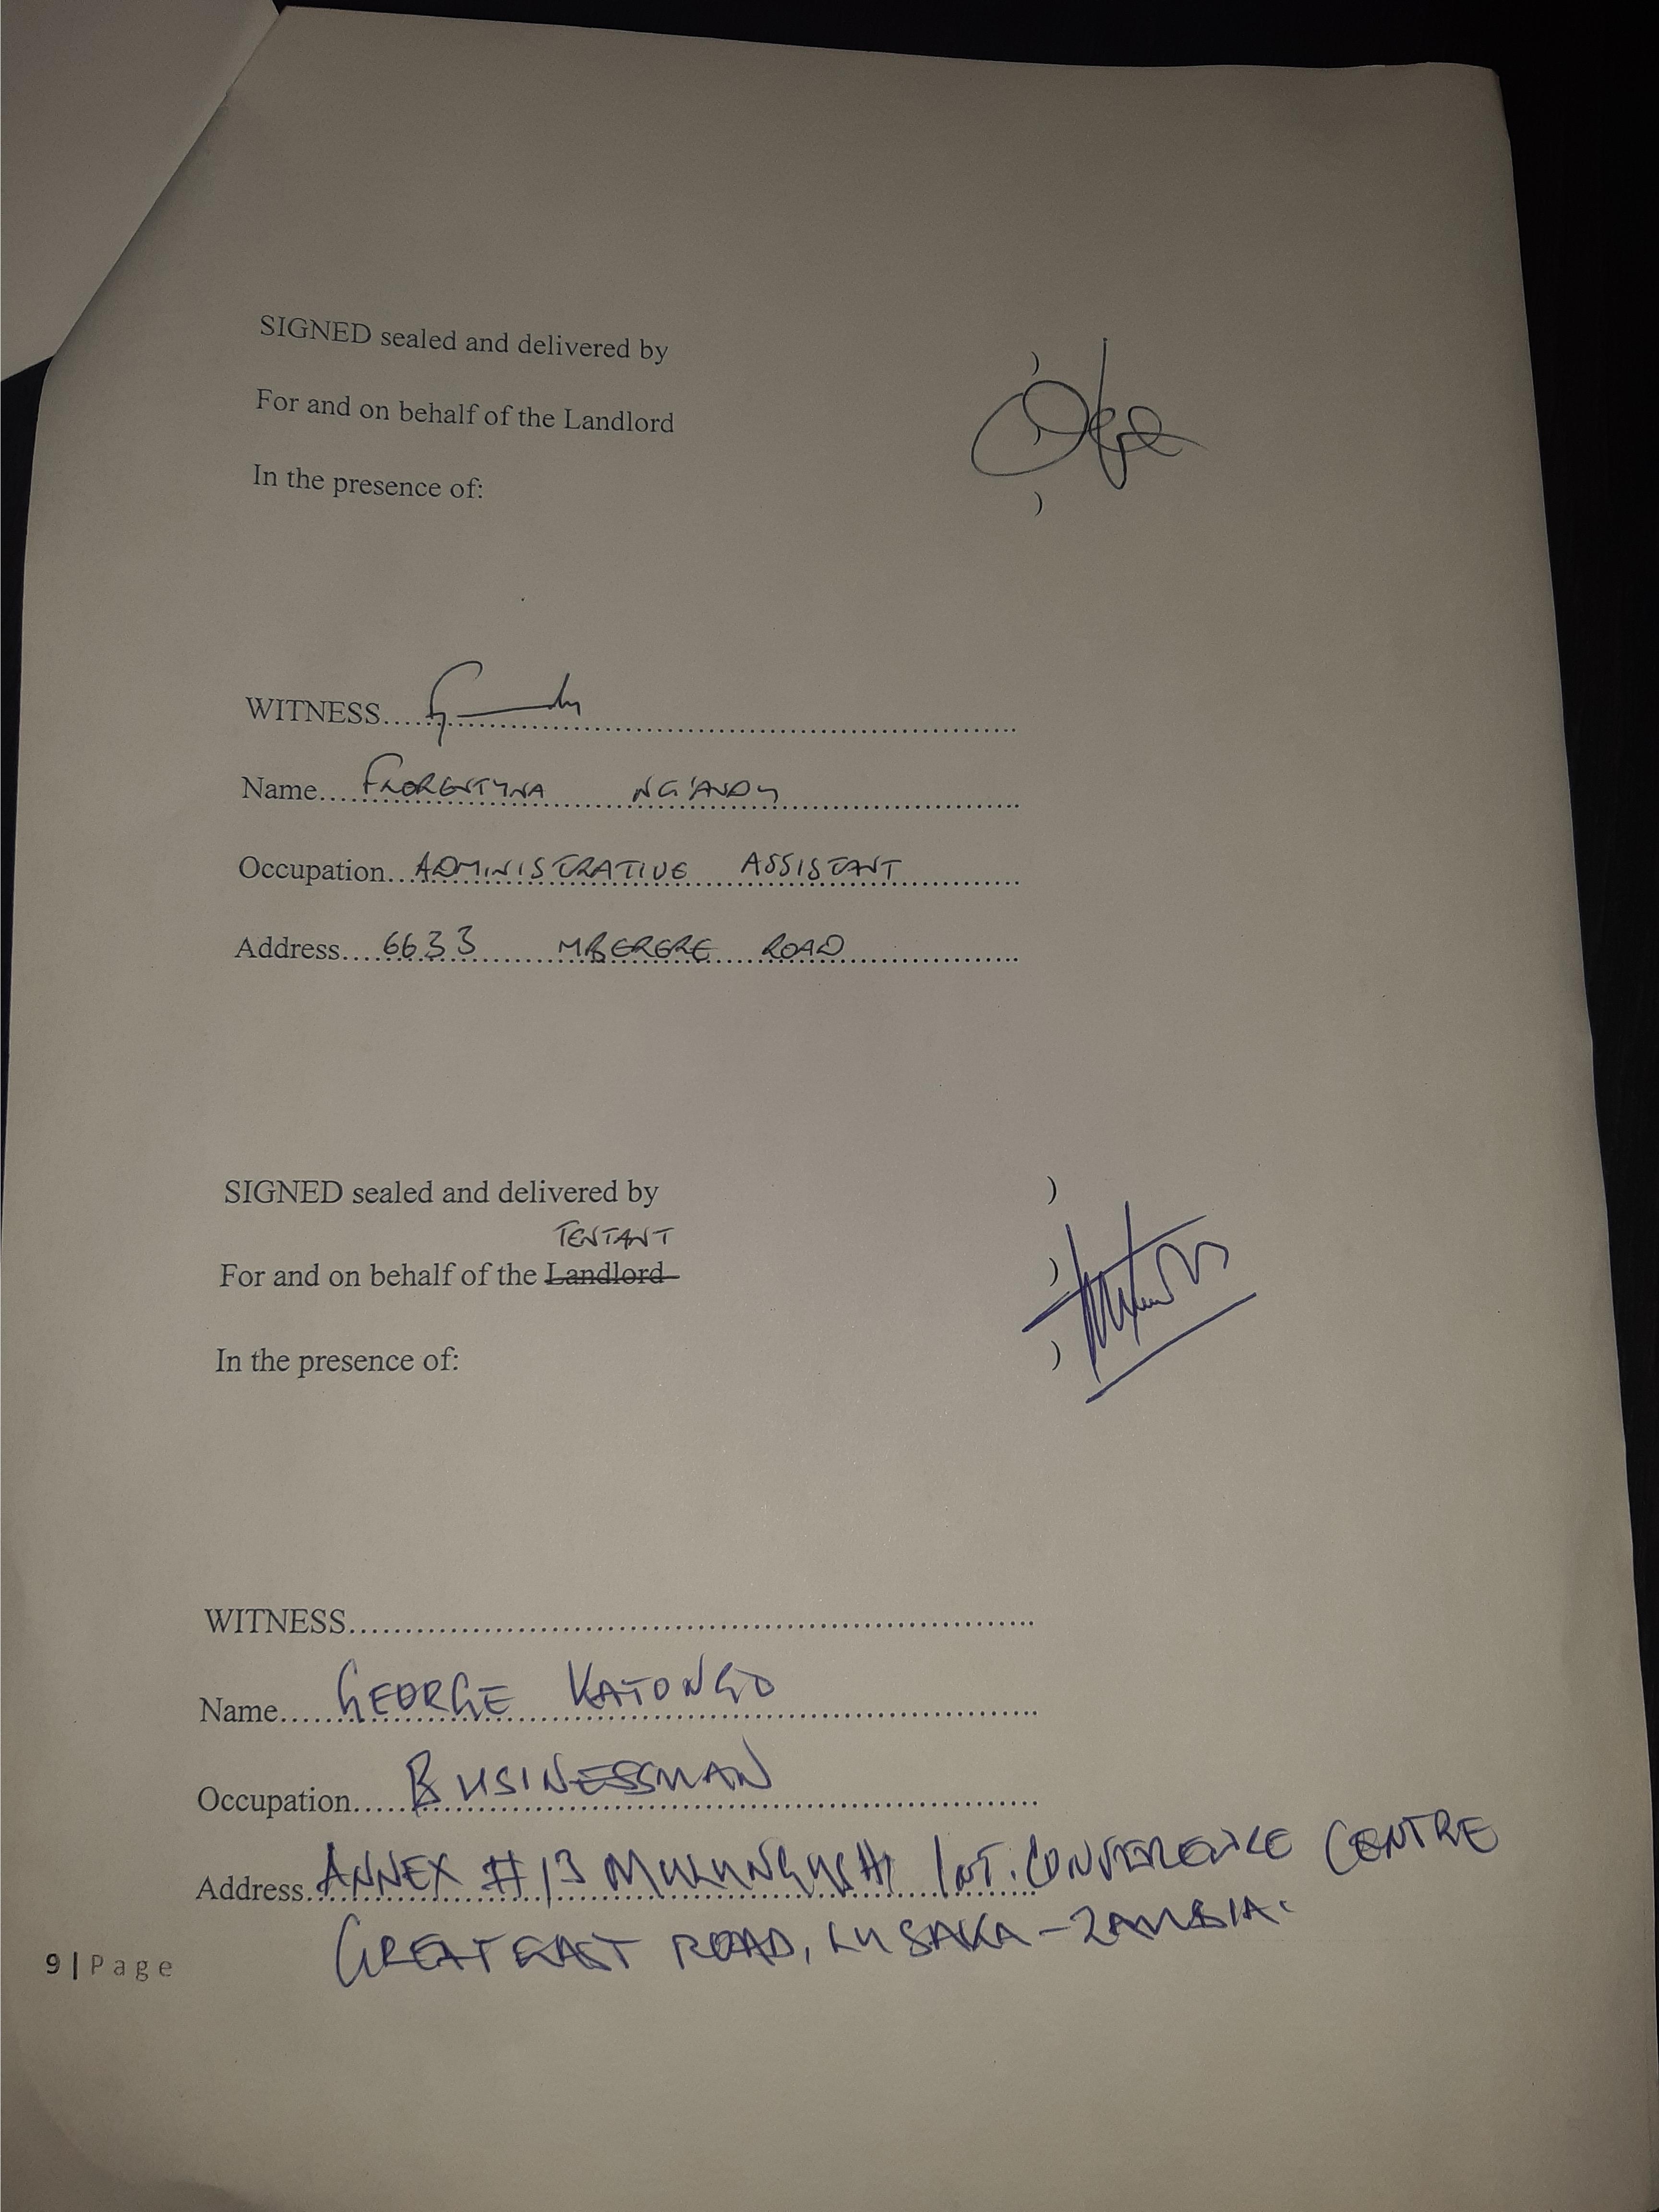 SIGNED sealed and delivered by )
For and on behalf of the Landlord )
In the presence of: )
WITNESS..........
Name.... FLORENTYNA NG'ANDU
Occupation... ADMINISTRATIVE ASSISTANT
Address.... 6633 MBERERE ROAD
SIGNED sealed and delivered by )
TENTANT
For and on behalf of the Landlord )
In the presence of: )
WITNESS..........
Name..... GEORGE KATONGO
Occupation..... BUSINESSMAN
Address. ANNEX #13 MULUNGUSHI INT. CONFERENCE CENTRE
GREAT EAST ROAD, LUSAKA - ZAMBIA.
9 | Page